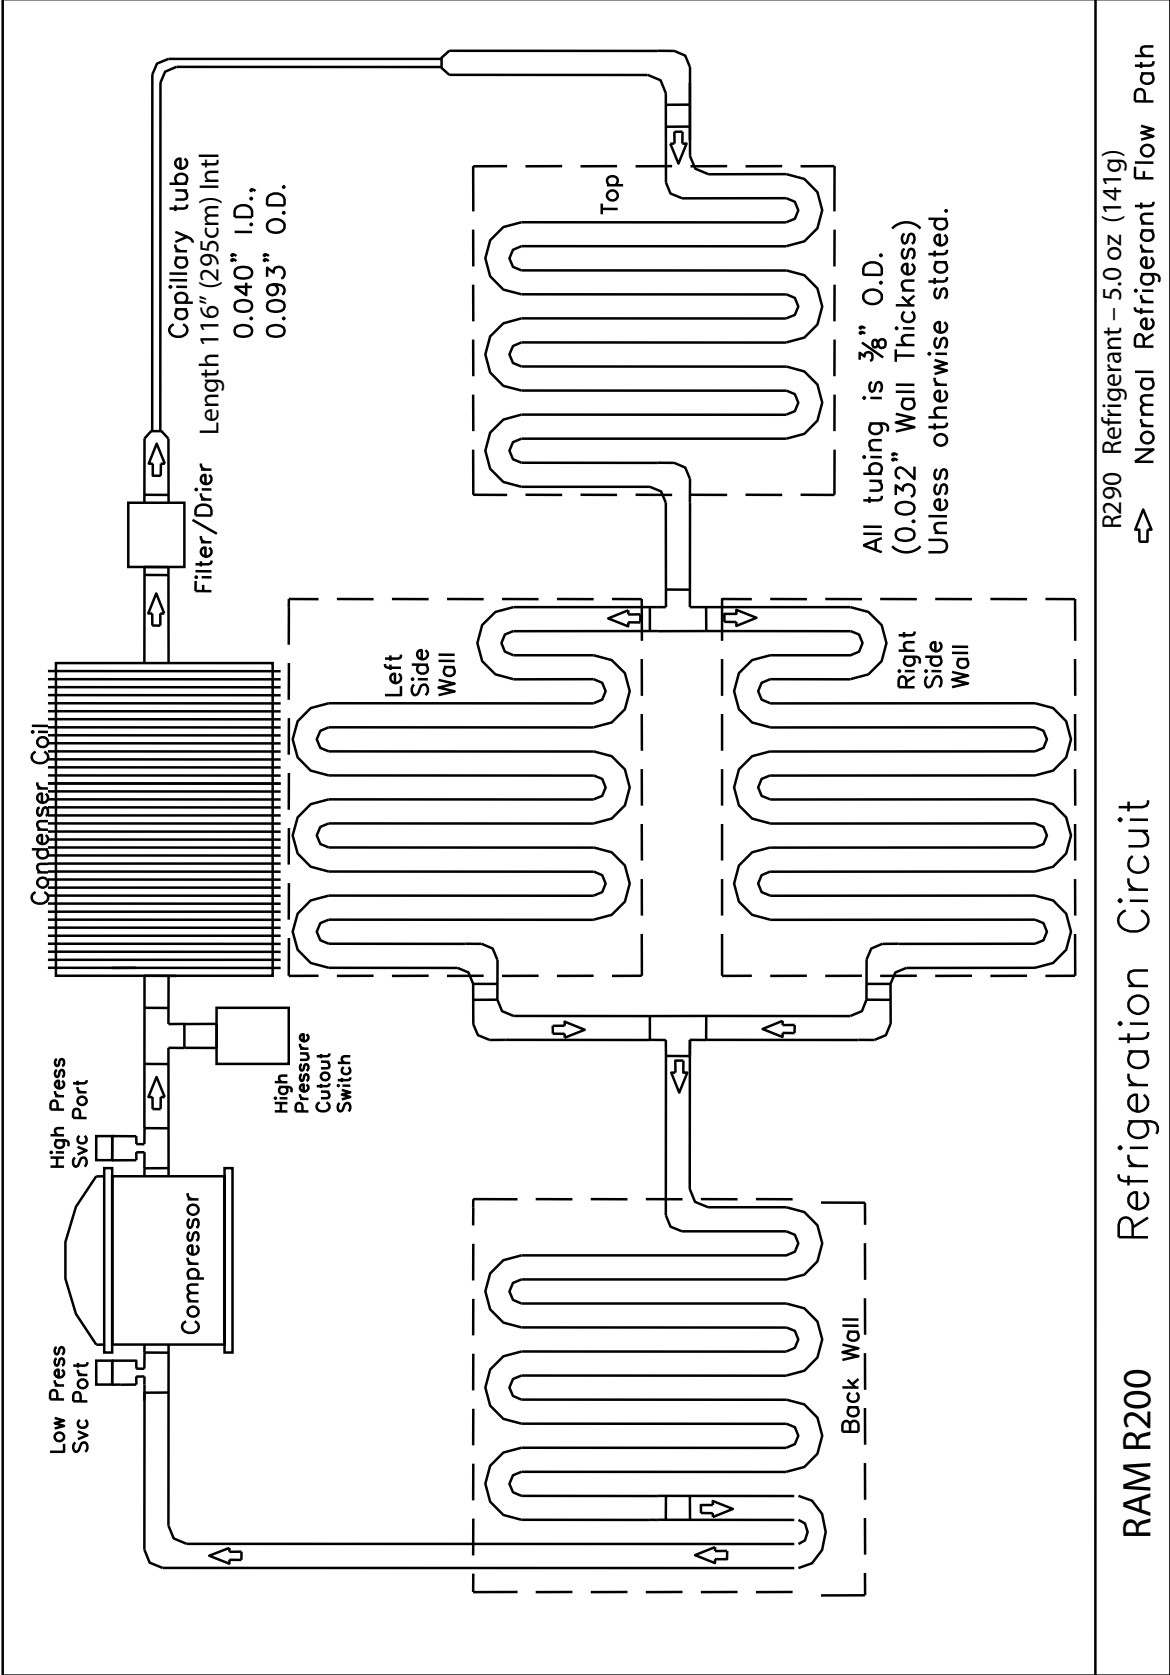 Low Press
Svc Port
High Press
Svc Port
Condenser Coil
Compressor
High
Pressure
Cutout
Switch
Filter/Drier
Capillary tube
Length 116” (295cm) Intl
0.040” I.D.,
0.093” O.D.
Left
Side
Wall
Top
Back Wall
Right
Side
Wall
All tubing is ⅜” O.D.
(0.032” Wall Thickness)
Unless otherwise stated.
RAM R200
Refrigeration Circuit
R290 Refrigerant – 5.0 oz (141g)
Normal Refrigerant Flow Path